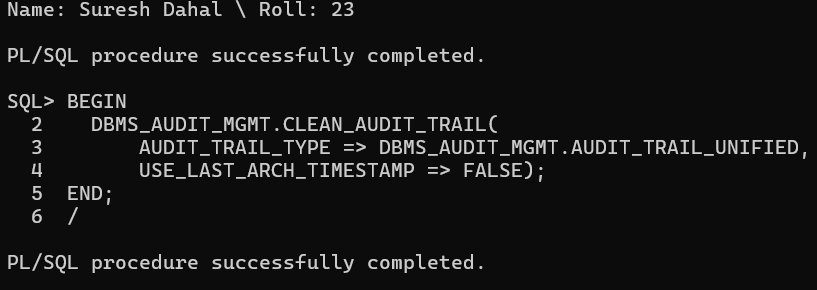 Name: Suresh Dahal \ Roll: 23
PL/SQL procedure successfully completed.
SQL> BEGIN
2 DBMS_AUDIT_MGMT.CLEAN_AUDIT_TRAIL(
3 AUDIT_TRAIL_TYPE => DBMS_AUDIT_MGMT.AUDIT_TRAIL_UNIFIED,
4 USE_LAST_ARCH_TIMESTAMP => FALSE);
5 END;
6 /
PL/SQL procedure successfully completed.